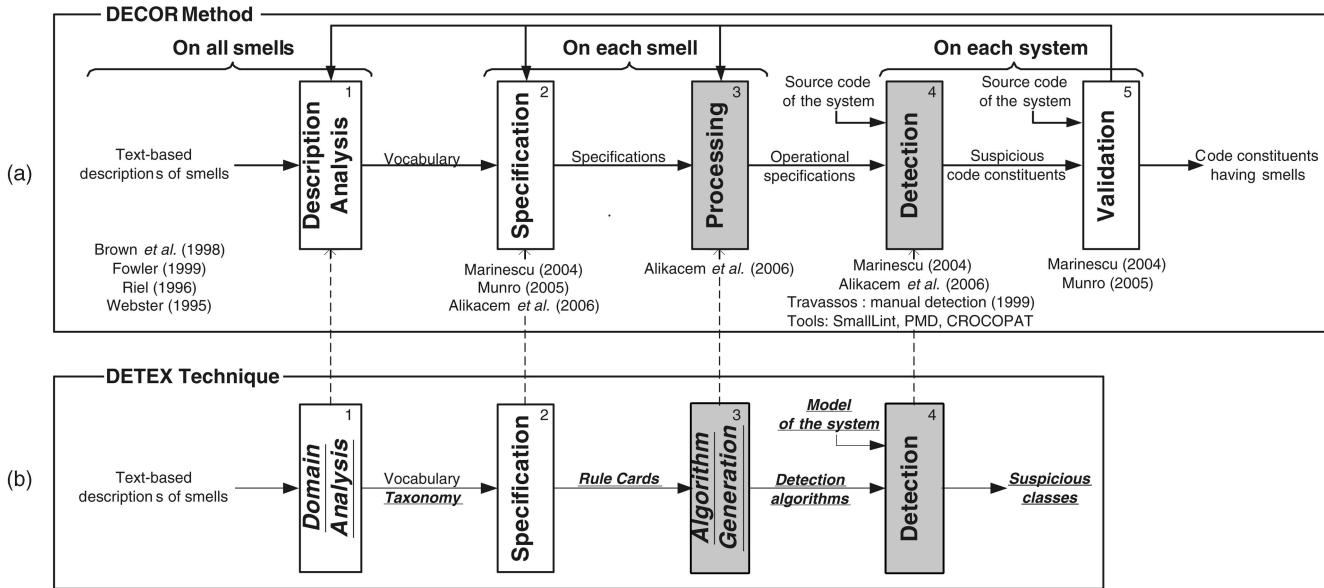 DECOR Method
On all smells
On each smell
On each system
(a)
Text-based
descriptions of smells
1
Description
Analysis
Vocabulary
2
Specification
Specifications
3
Processing
Operational
specifications
Source code
of the system
4
Detection
Suspicious
code constituents
Source code
of the system
5
Validation
Code constituents
having smells
Brown et al. (1998)
Fowler (1999)
Riel (1996)
Webster (1995)
Marinescu (2004)
Munro (2005)
Alikacem et al. (2006)
Alikacem et al. (2006)
Marinescu (2004)
Alikacem et al. (2006)
Travassos : manual detection (1999)
Tools: SmallLint, PMD, CROCOPAT
Marinescu (2004)
Munro (2005)
DETEX Technique
(b)
Text-based
descriptions of smells
1
Domain
Analysis
Vocabulary
Taxonomy
2
Specification
Rule Cards
3
Algorithm
Generation
Detection
algorithms
Model
of the system
4
Detection
Suspicious
classes